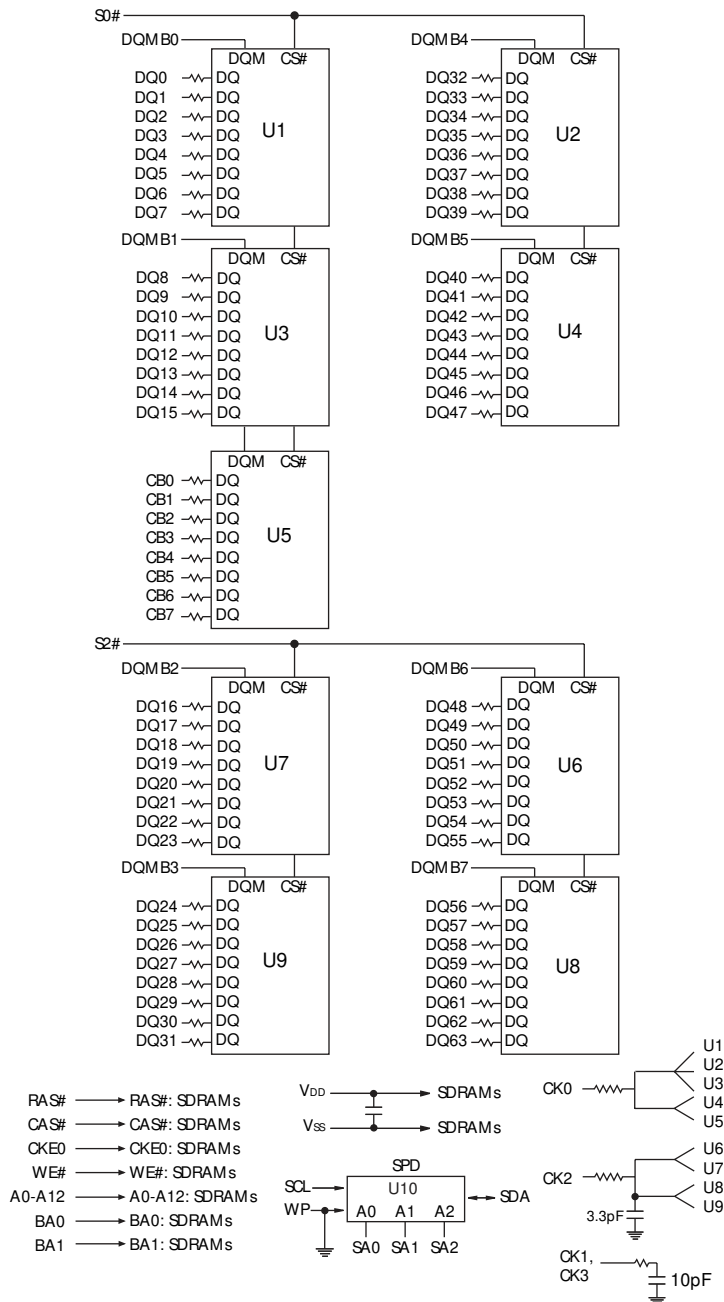 S0#
DQMB0
DQM CS#
DQ0 DQ
DQ1 DQ
DQ2 DQ
DQ3 DQ
DQ4 DQ
DQ5 DQ
DQ6 DQ
DQ7 DQ
U1
DQMB4
DQM CS#
DQ32 DQ
DQ33 DQ
DQ34 DQ
DQ35 DQ
DQ36 DQ
DQ37 DQ
DQ38 DQ
DQ39 DQ
U2
DQMB1
DQM CS#
DQ8 DQ
DQ9 DQ
DQ10 DQ
DQ11 DQ
DQ12 DQ
DQ13 DQ
DQ14 DQ
DQ15 DQ
U3
DQMB5
DQM CS#
DQ40 DQ
DQ41 DQ
DQ42 DQ
DQ43 DQ
DQ44 DQ
DQ45 DQ
DQ46 DQ
DQ47 DQ
U4
DQM CS#
CB0 DQ
CB1 DQ
CB2 DQ
CB3 DQ
CB4 DQ
CB5 DQ
CB6 DQ
CB7 DQ
U5
S2#
DQMB2
DQM CS#
DQ16 DQ
DQ17 DQ
DQ18 DQ
DQ19 DQ
DQ20 DQ
DQ21 DQ
DQ22 DQ
DQ23 DQ
U7
DQMB6
DQM CS#
DQ48 DQ
DQ49 DQ
DQ50 DQ
DQ51 DQ
DQ52 DQ
DQ53 DQ
DQ54 DQ
DQ55 DQ
U6
DQMB3
DQM CS#
DQ24 DQ
DQ25 DQ
DQ26 DQ
DQ27 DQ
DQ28 DQ
DQ29 DQ
DQ30 DQ
DQ31 DQ
U9
DQMB7
DQM CS#
DQ56 DQ
DQ57 DQ
DQ58 DQ
DQ59 DQ
DQ60 DQ
DQ61 DQ
DQ62 DQ
DQ63 DQ
U8
RAS# RAS#: SDRAMs
CAS# CAS#: SDRAMs
CKE0 CKE0: SDRAMs
WE# WE#: SDRAMs
A0-A12 A0-A12: SDRAMs
BA0 BA0: SDRAMs
BA1 BA1: SDRAMs
VDD SDRAMs
VSS SDRAMs
SPD
SCL U10 SDA
WP A0 A1 A2
SA0 SA1 SA2
CK0
U1
U2
U3
U4
U5
CK2
U6
U7
U8
U9
3.3pF
CK1,
CK3
10pF